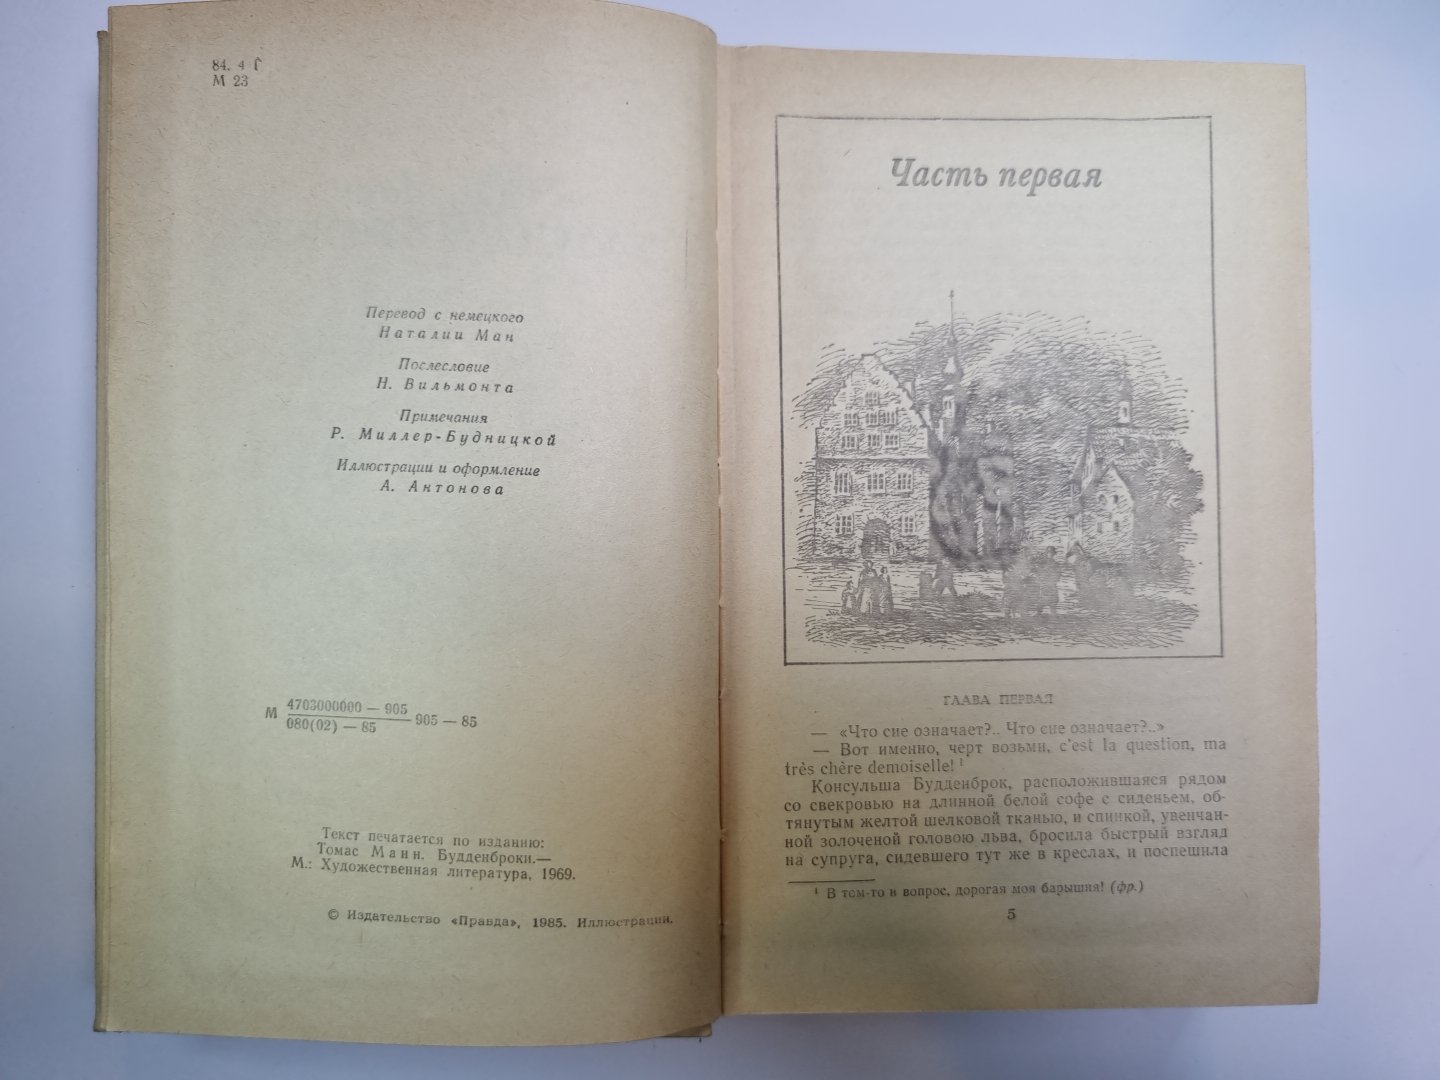 84. 4 Г
М 23
Перевод с немецкого
Наталии Ман
Послесловие
Н. Вильмонта
Примечания
Р. Миллер-Будницкой
Иллюстрации и оформление
А. Антонова
М 4703000000 — 905
080(02) — 85
905 — 85
Текст печатается по изданию:
Томас Манн. Будденброки.—
М.: Художественная литература, 1969.
© Издательство «Правда», 1985. Иллюстрации.
Часть первая
ГЛАВА ПЕРВАЯ
— «Что сие означает?.. Что сие означает?..»
— Вот именно, черт возьми, c'est la question, ma
très chère demoiselle! 1
Консульша Будденброк, расположившаяся рядом
со свекровью на длинной белой софе с сиденьем, об-
тянутым желтой шелковой тканью, и спинкой, увенчан-
ной золоченой головою льва, бросила быстрый взгляд
на супруга, сидевшего тут же в креслах, и поспешила
1 В том-то и вопрос, дорогая моя барышня! (фр.)
5